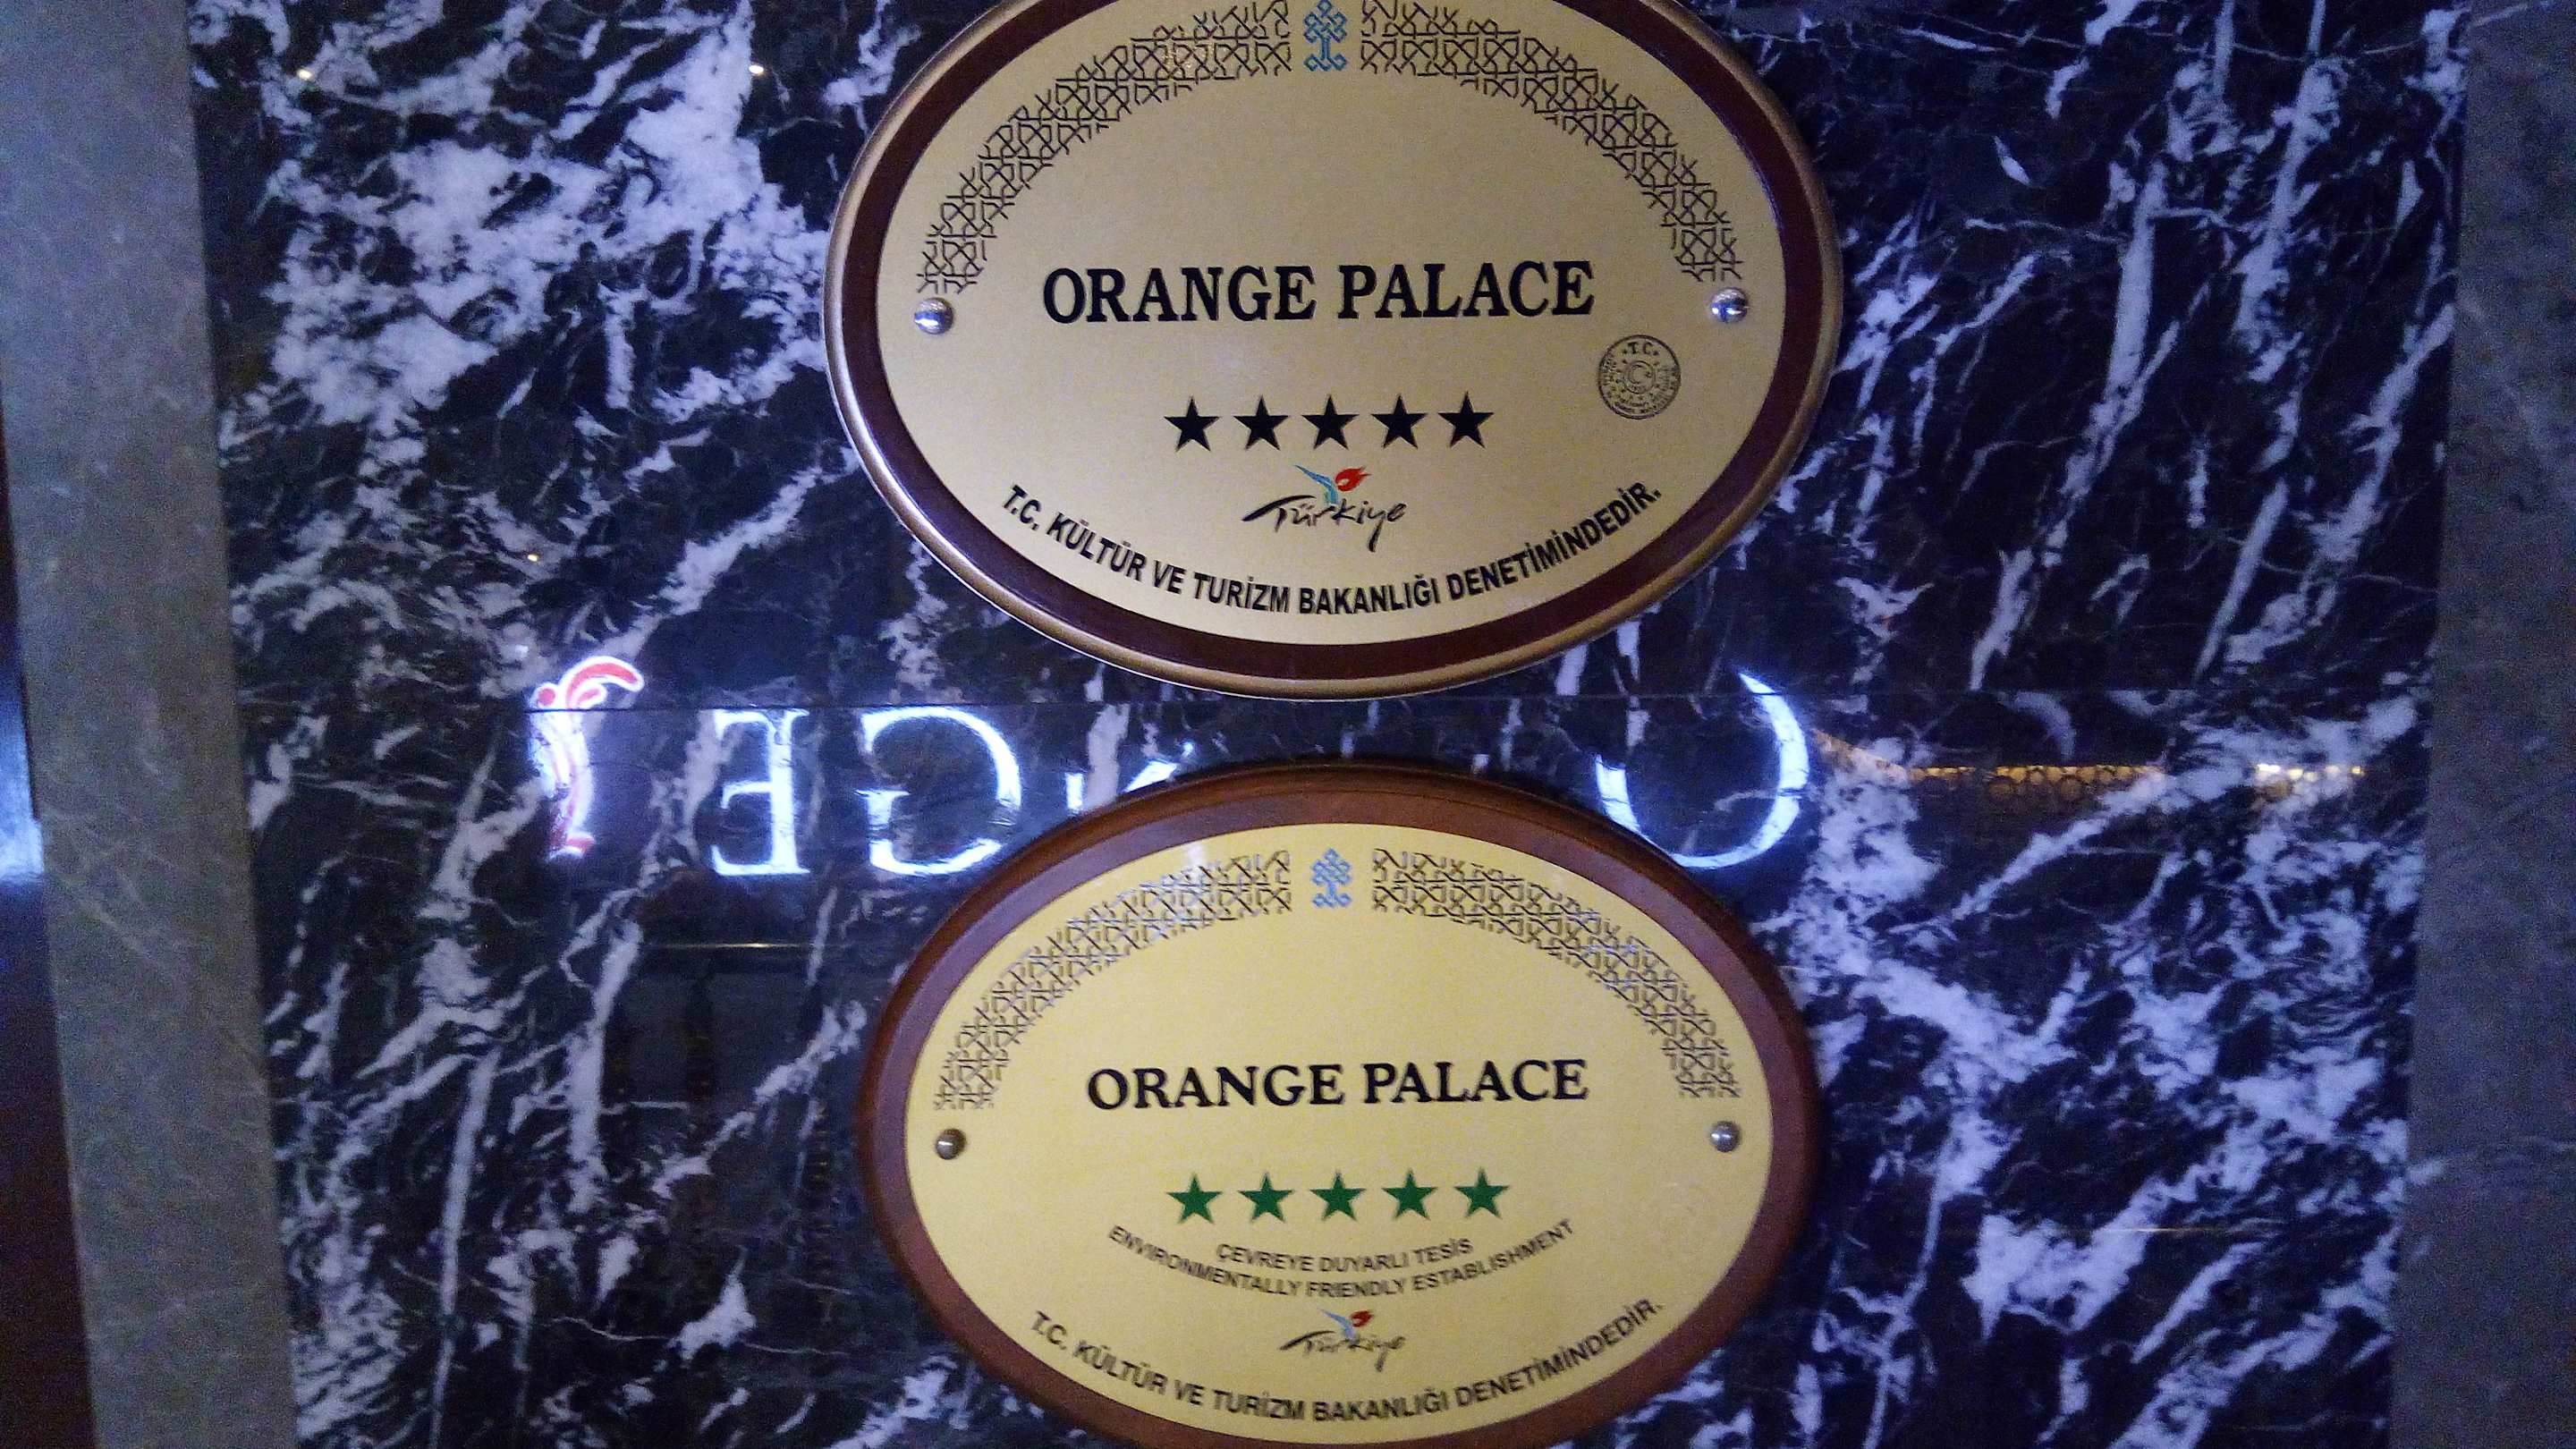 ORANGE PALACE
T.C.
Türkiye
T.C. KÜLTÜR VE TURİZM BAKANLIĞI DENETİMİNDEDİR.
GE
ORANGE PALACE
ÇEVREYE DUYARLI TESİS
ENVIRONMENTALLY FRIENDLY ESTABLISHMENT
Türkiye
T.C. KÜLTÜR VE TURİZM BAKANLIĞI DENETİMİNDEDİR.